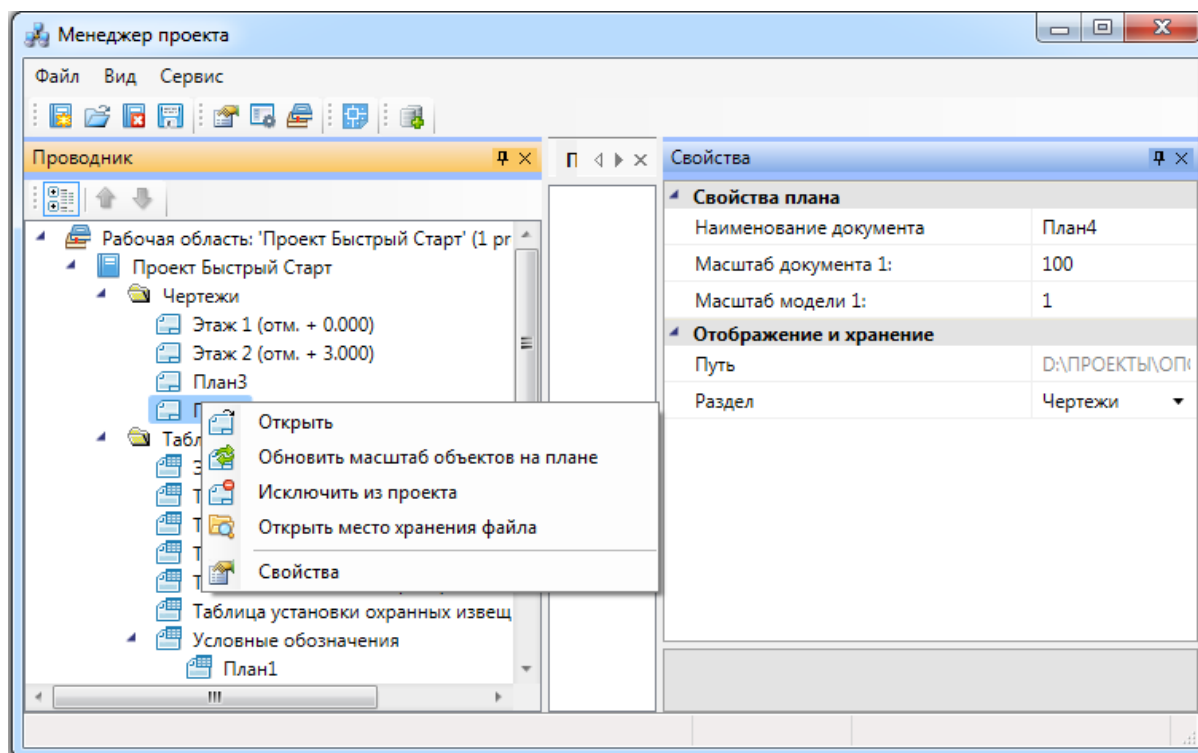 Менеджер проекта
Файл Вид Сервис
Проводник
Свойства
Рабочая область: 'Проект Быстрый Старт' (1 pr
Свойства плана
Наименование документа План4
Проект Быстрый Старт
Масштаб документа 1: 100
Чертежи
Масштаб модели 1: 1
Этаж 1 (отм. + 0.000)
Отображение и хранение
Этаж 2 (отм. + 3.000)
Путь D:\ПРОЕКТЫ\ОПО
План3
Раздел Чертежи
Открыть
Обновить масштаб объектов на плане
Исключить из проекта
Открыть место хранения файла
Свойства
Таблица установки охранных извещ
Условные обозначения
План1